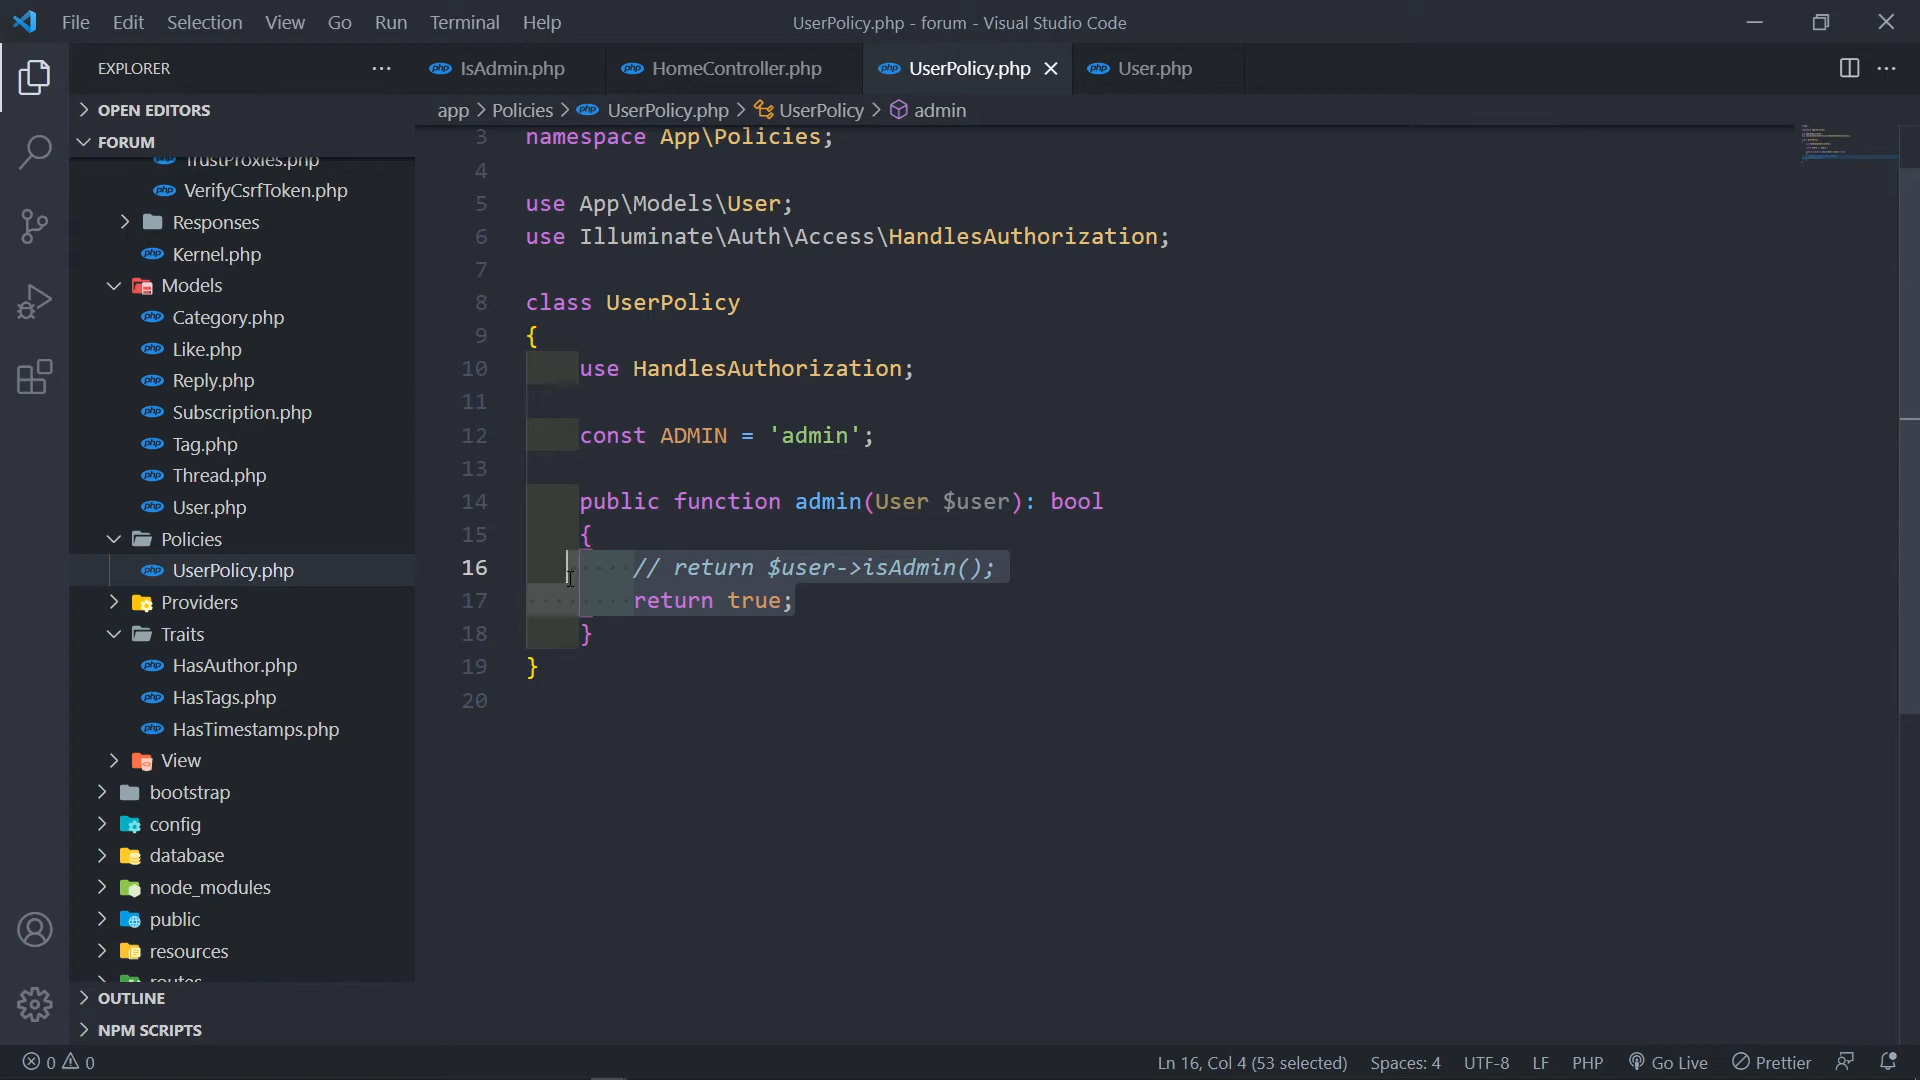 File Edit Selection View Go Run Terminal Help
UserPolicy.php - forum - Visual Studio Code
EXPLORER
IsAdmin.php
HomeController.php
UserPolicy.php
User.php
OPEN EDITORS
FORUM
TrustProxies.php
VerifyCsrfToken.php
Responses
Kernel.php
Models
Category.php
Like.php
Reply.php
Subscription.php
Tag.php
Thread.php
User.php
Policies
UserPolicy.php
Providers
Traits
HasAuthor.php
HasTags.php
HasTimestamps.php
View
bootstrap
config
database
node_modules
public
resources
routes
OUTLINE
NPM SCRIPTS
app > Policies > UserPolicy.php > UserPolicy > admin
3 namespace App\Policies;
4
5 use App\Models\User;
6 use Illuminate\Auth\Access\HandlesAuthorization;
7
8 class UserPolicy
9 {
10 use HandlesAuthorization;
11
12 const ADMIN = 'admin';
13
14 public function admin(User $user): bool
15 {
16 // return $user->isAdmin();
17 return true;
18 }
19 }
20
0 0
Ln 16, Col 4 (53 selected) Spaces: 4 UTF-8 LF PHP Go Live Prettier